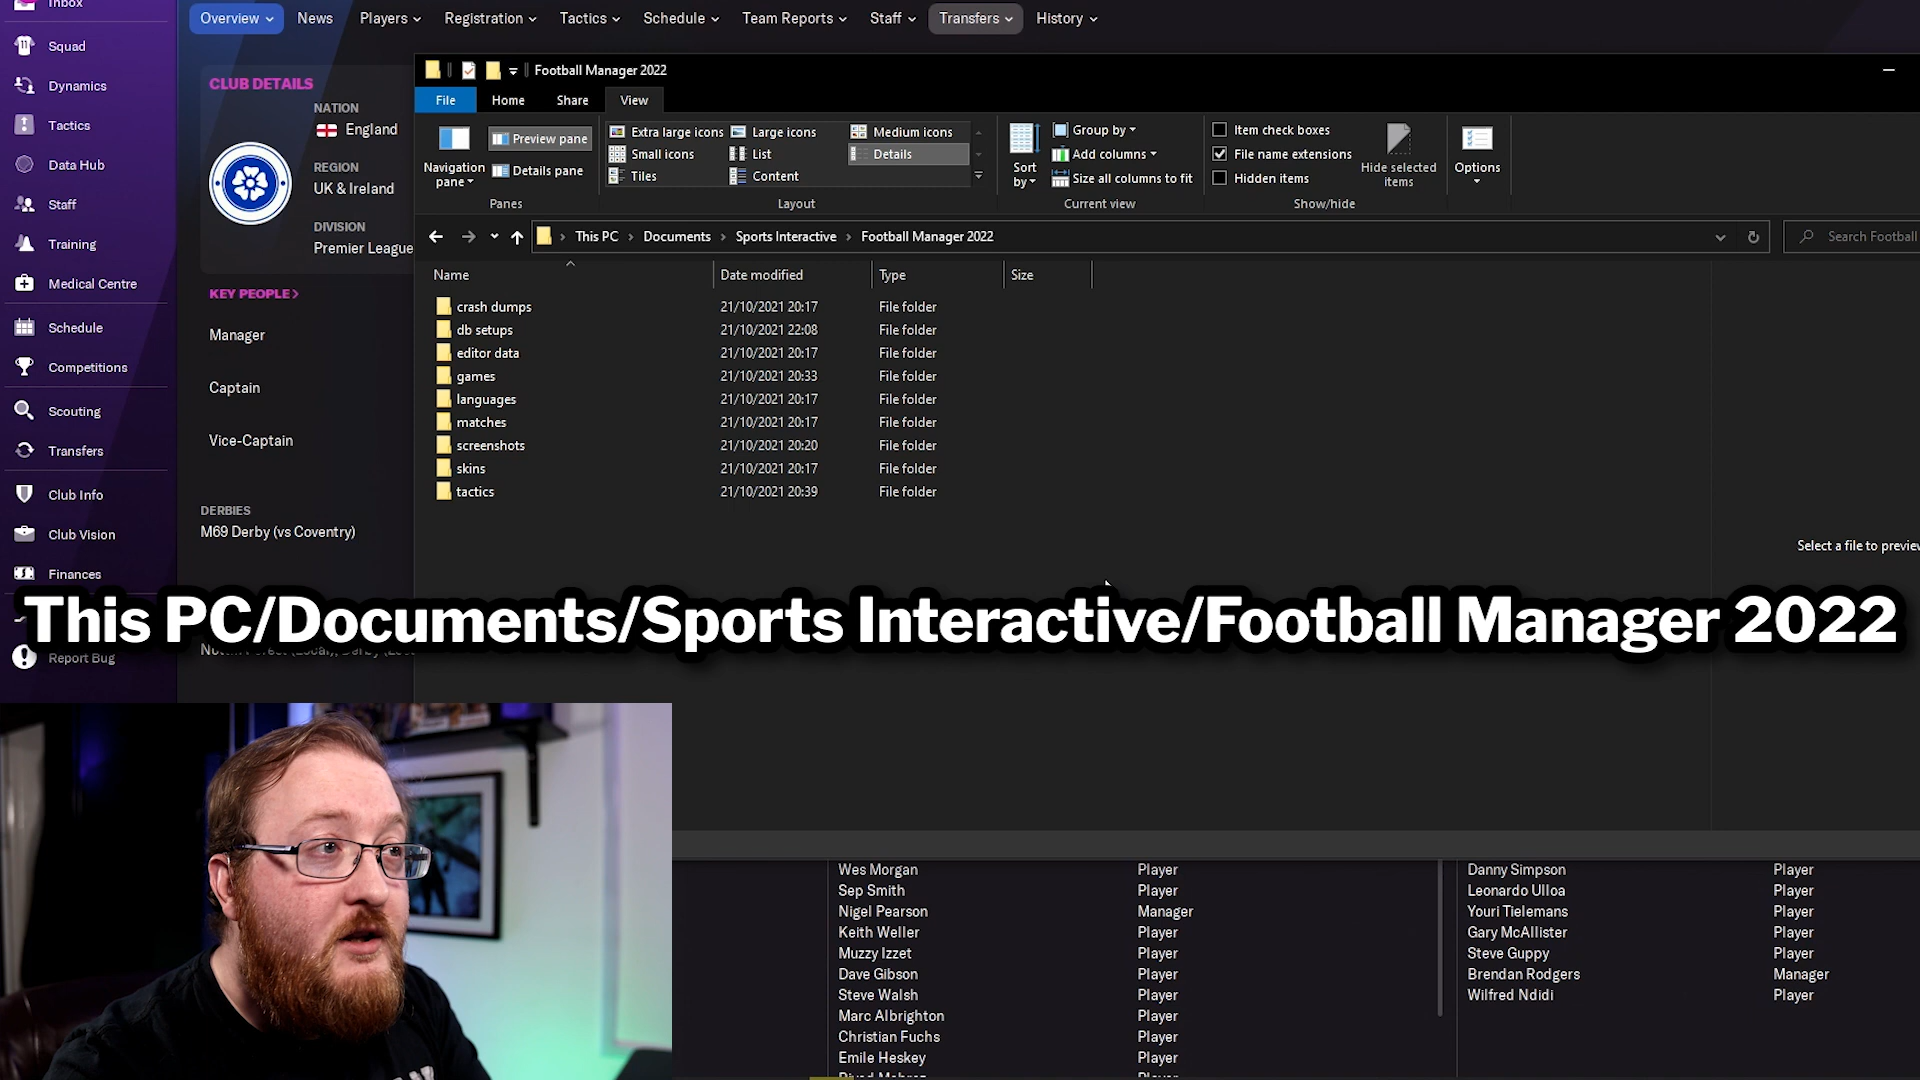 Inbox
Squad
Dynamics
Tactics
Data Hub
Staff
Training
Medical Centre
Schedule
Competitions
Scouting
Transfers
Club Info
Club Vision
Finances
Report Bug
Overview
News
Players
Registration
Tactics
Schedule
Team Reports
Staff
Transfers
History
CLUB DETAILS
NATION
England
REGION
UK & Ireland
DIVISION
Premier League
KEY PEOPLE
Manager
Captain
Vice-Captain
DERBIES
M69 Derby (vs Coventry)
Football Manager 2022
File
Home
Share
View
Navigation
pane
Preview pane
Details pane
Panes
Extra large icons
Large icons
Medium icons
Small icons
List
Details
Tiles
Content
Layout
Sort
by
Group by
Add columns
Size all columns to fit
Current view
Item check boxes
File name extensions
Hidden items
Hide selected
items
Show/hide
Options
This PC > Documents > Sports Interactive > Football Manager 2022
Search Football
Name Date modified Type Size
crash dumps 21/10/2021 20:17 File folder
db setups 21/10/2021 22:08 File folder
editor data 21/10/2021 20:17 File folder
games 21/10/2021 20:33 File folder
languages 21/10/2021 20:17 File folder
matches 21/10/2021 20:17 File folder
screenshots 21/10/2021 20:20 File folder
skins 21/10/2021 20:17 File folder
tactics 21/10/2021 20:39 File folder
Select a file to preview
This PC/Documents/Sports Interactive/Football Manager 2022
Wes Morgan Player
Sep Smith Player
Nigel Pearson Manager
Keith Weller Player
Muzzy Izzet Player
Dave Gibson Player
Steve Walsh Player
Marc Albrighton Player
Christian Fuchs Player
Emile Heskey Player
Danny Simpson Player
Leonardo Ulloa Player
Youri Tielemans Player
Gary McAllister Player
Steve Guppy Player
Brendan Rodgers Manager
Wilfred Ndidi Player